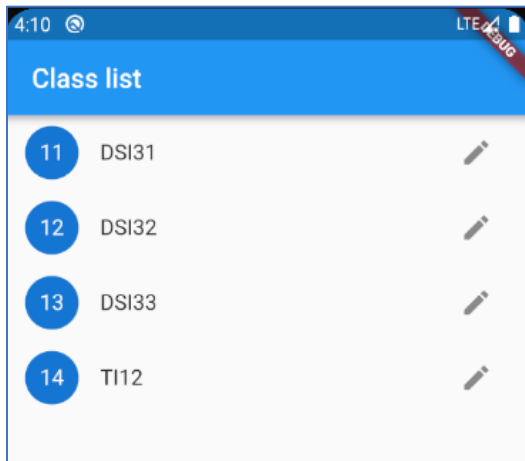 4:10 LTE
DEBUG
Class list
11 DSI31
12 DSI32
13 DSI33
14 TI12